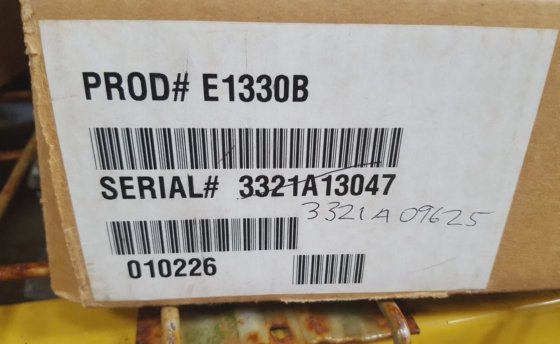 PROD# E1330B
SERIAL# 3321A13047
3321A09625
010226